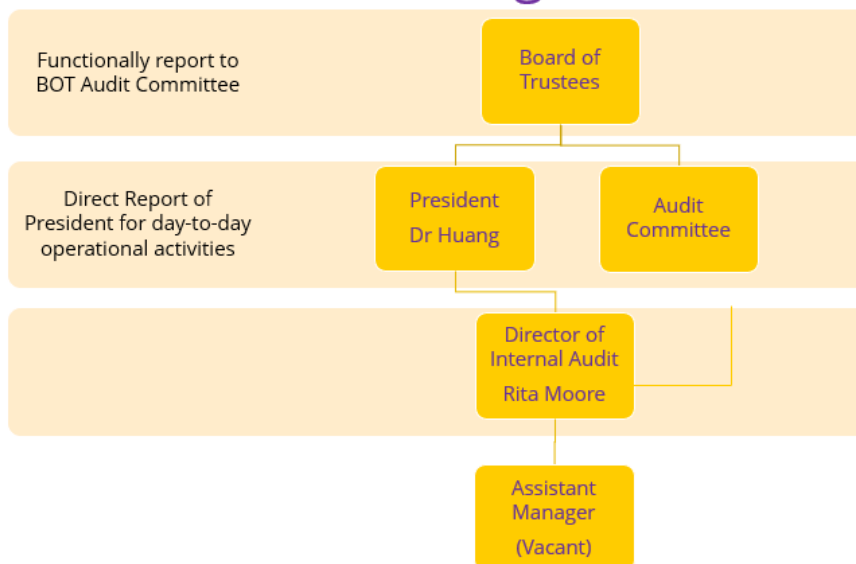 Functionally report to
BOT Audit Committee
Board of
Trustees
Direct Report of
President for day-to-day
operational activities
President
Dr Huang
Audit
Committee
Director of
Internal Audit
Rita Moore
Assistant
Manager
(Vacant)